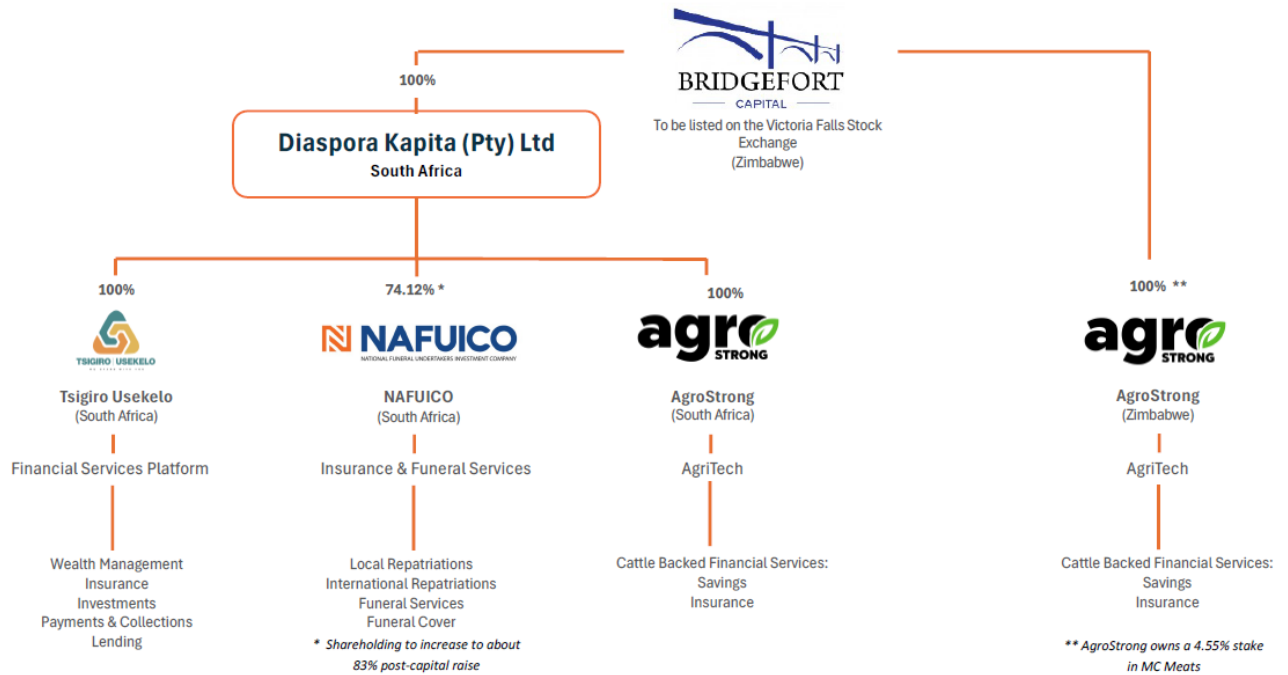 BRIDGEFORT
CAPITAL
To be listed on the Victoria Falls Stock
Exchange
(Zimbabwe)
100%
Diaspora Kapita (Pty) Ltd
South Africa
100%
TSIGIRO USEKELO
Tsigiro Usekelo
(South Africa)
Financial Services Platform
Wealth Management
Insurance
Investments
Payments & Collections
Lending
74.12% *
NAFUICO
NATIONAL FUNERAL UNDERTAKERS INVESTMENT COMPANY
NAFUICO
(South Africa)
Insurance & Funeral Services
Local Repatriations
International Repatriations
Funeral Services
Funeral Cover
* Shareholding to increase to about
83% post-capital raise
100%
agro
STRONG
AgroStrong
(South Africa)
AgriTech
Cattle Backed Financial Services:
Savings
Insurance
100% **
agro
STRONG
AgroStrong
(Zimbabwe)
AgriTech
Cattle Backed Financial Services:
Savings
Insurance
** AgroStrong owns a 4.55% stake
in MC Meats